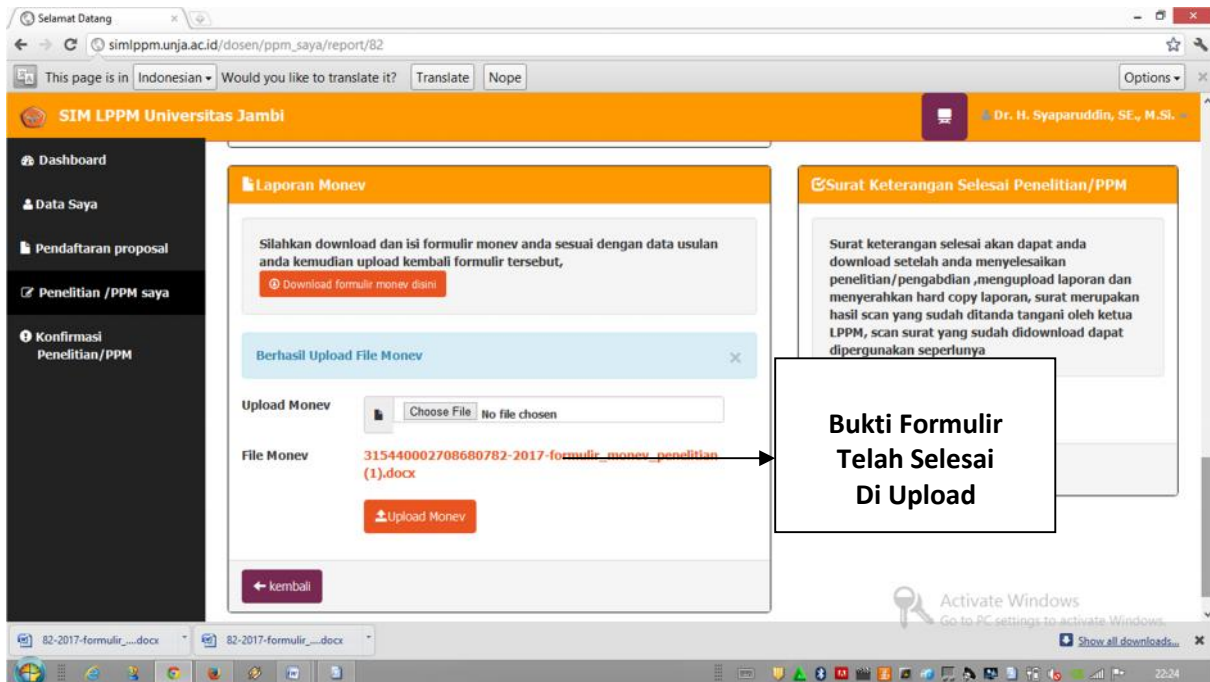 Selamat Datang
simlppm.unja.ac.id/dosen/ppm_saya/report/82
This page is in Indonesian Would you like to translate it? Translate Nope Options
SIM LPPM Universitas Jambi
Dr. H. Syaparuddin, SE., M.Si.
Dashboard
Data Saya
Pendaftaran proposal
Penelitian /PPM saya
Konfirmasi
Penelitian/PPM
Laporan Monev
Silahkan download dan isi formulir monev anda sesuai dengan data usulan
anda kemudian upload kembali formulir tersebut,
Download formulir monev disini
Berhasil Upload File Monev
Upload Monev
Choose File No file chosen
File Monev
315440002708680782-2017-formulir_monev_penelitian
(1).docx
Upload Monev
kembali
Surat Keterangan Selesai Penelitian/PPM
Surat keterangan selesai akan dapat anda
download setelah anda menyelesaikan
penelitian/pengabdian ,mengupload laporan dan
menyerahkan hard copy laporan, surat merupakan
hasil scan yang sudah ditanda tangani oleh ketua
LPPM, scan surat yang sudah didownload dapat
dipergunakan seperlunya
Bukti Formulir
Telah Selesai
Di Upload
Activate Windows
Go to PC settings to activate Windows.
82-2017-formulir_....docx
82-2017-formulir_....docx
Show all downloads...
22:24